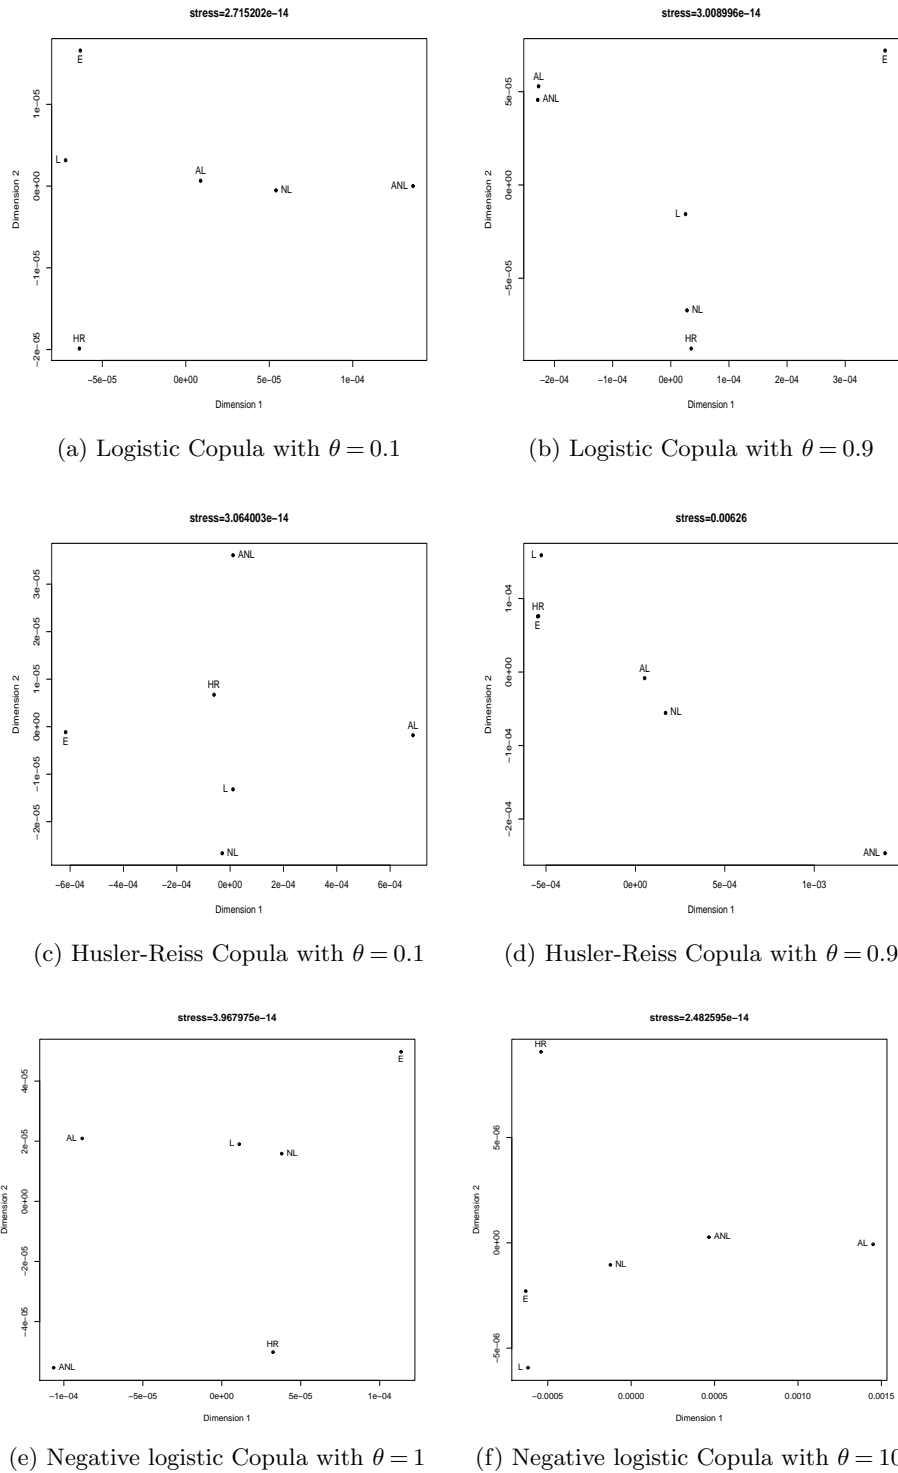 stress=2.715202e−14
Dimension 2
−2e−05 −1e−05 0e+00 1e−05
E
L
AL
NL
ANL
HR
−5e−05 0e+00 5e−05 1e−04
Dimension 1
(a) Logistic Copula with θ = 0.1
stress=3.008996e−14
Dimension 2
−5e−05 0e+00 5e−05
E
AL
ANL
L
NL
HR
−2e−04 −1e−04 0e+00 1e−04 2e−04 3e−04
Dimension 1
(b) Logistic Copula with θ = 0.9
stress=3.064003e−14
Dimension 2
−2e−05 −1e−05 0e+00 1e−05 2e−05 3e−05
ANL
HR
E
AL
L
NL
−6e−04 −4e−04 −2e−04 0e+00 2e−04 4e−04 6e−04
Dimension 1
(c) Husler-Reiss Copula with θ = 0.1
stress=0.00626
Dimension 2
−2e−04 −1e−04 0e+00 1e−04
L
HR
E
AL
NL
ANL
−5e−04 0e+00 5e−04 1e−03
Dimension 1
(d) Husler-Reiss Copula with θ = 0.9
stress=3.967975e−14
Dimension 2
−4e−05 −2e−05 0e+00 2e−05 4e−05
E
AL
L
NL
HR
ANL
−1e−04 −5e−05 0e+00 5e−05 1e−04
Dimension 1
(e) Negative logistic Copula with θ = 1
stress=2.482595e−14
Dimension 2
−5e−06 0e+00 5e−06
HR
ANL
AL
NL
E
L
−0.0005 0.0000 0.0005 0.0010 0.0015
Dimension 1
(f) Negative logistic Copula with θ = 10